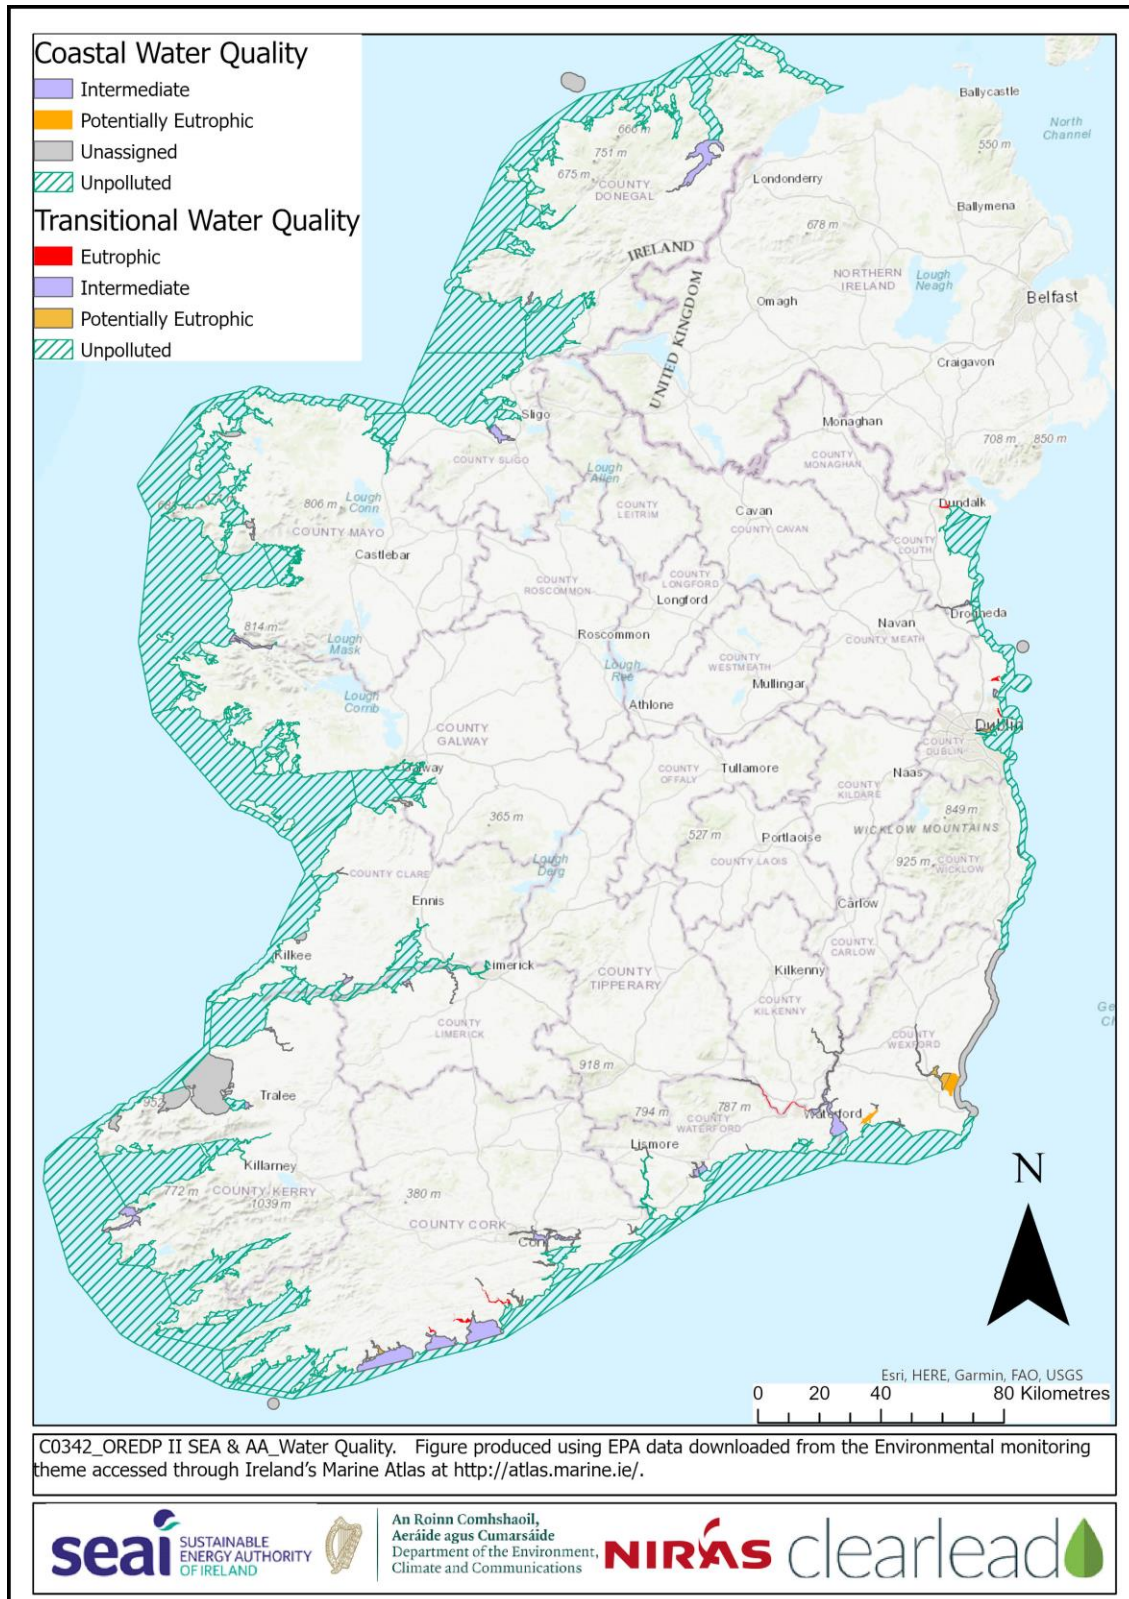 Coastal Water Quality
Intermediate
Potentially Eutrophic
Unassigned
Unpolluted
Transitional Water Quality
Eutrophic
Intermediate
Potentially Eutrophic
Unpolluted
Ballycastle
North
Channel
666 m
751 m
675 m
550 m
COUNTY
DONEGAL
Londonderry
Ballymena
678 m
IRELAND
UNITED KINGDOM
NORTHERN
IRELAND
Lough
Neagh
Omagh
Belfast
Craigavon
Sligo
Monaghan
COUNTY
MONAGHAN
708 m
850 m
COUNTY SLIGO
Lough
Allen
806 m
Lough
Conn
COUNTY MAYO
COUNTY
LEITRIM
Cavan
COUNTY CAVAN
Dundalk
COUNTY
LOUTH
Castlebar
COUNTY
ROSCOMMON
COUNTY
LONGFORD
Longford
Drogheda
Navan
COUNTY MEATH
814 m
Lough
Mask
Roscommon
Lough
Ree
COUNTY
WESTMEATH
Mullingar
Lough
Corrib
Athlone
COUNTY
GALWAY
Dublin
COUNTY
DUBLIN
Galway
COUNTY
OFFALY
Tullamore
Naas
COUNTY
KILDARE
365 m
849 m
527 m
Portlaoise
WICKLOW MOUNTAINS
COUNTY LAOIS
925 m
COUNTY
WICKLOW
Lough
Derg
COUNTY CLARE
Ennis
Carlow
COUNTY
CARLOW
Kilkee
Limerick
COUNTY
TIPPERARY
Kilkenny
COUNTY
KILKENNY
COUNTY
LIMERICK
COUNTY
WEXFORD
918 m
952
Tralee
794 m
787 m
COUNTY
WATERFORD
Waterford
Lismore
Killarney
772 m
COUNTY KERRY
1039 m
380 m
COUNTY CORK
Cork
N
Esri, HERE, Garmin, FAO, USGS
0 20 40 80 Kilometres
C0342_OREDP II SEA & AA_Water Quality. Figure produced using EPA data downloaded from the Environmental monitoring
theme accessed through Ireland's Marine Atlas at http://atlas.marine.ie/.
seai
SUSTAINABLE
ENERGY AUTHORITY
OF IRELAND
An Roinn Comhshaoil,
Aeráide agus Cumarsáide
Department of the Environment,
Climate and Communications
NIRÁS
clearlead